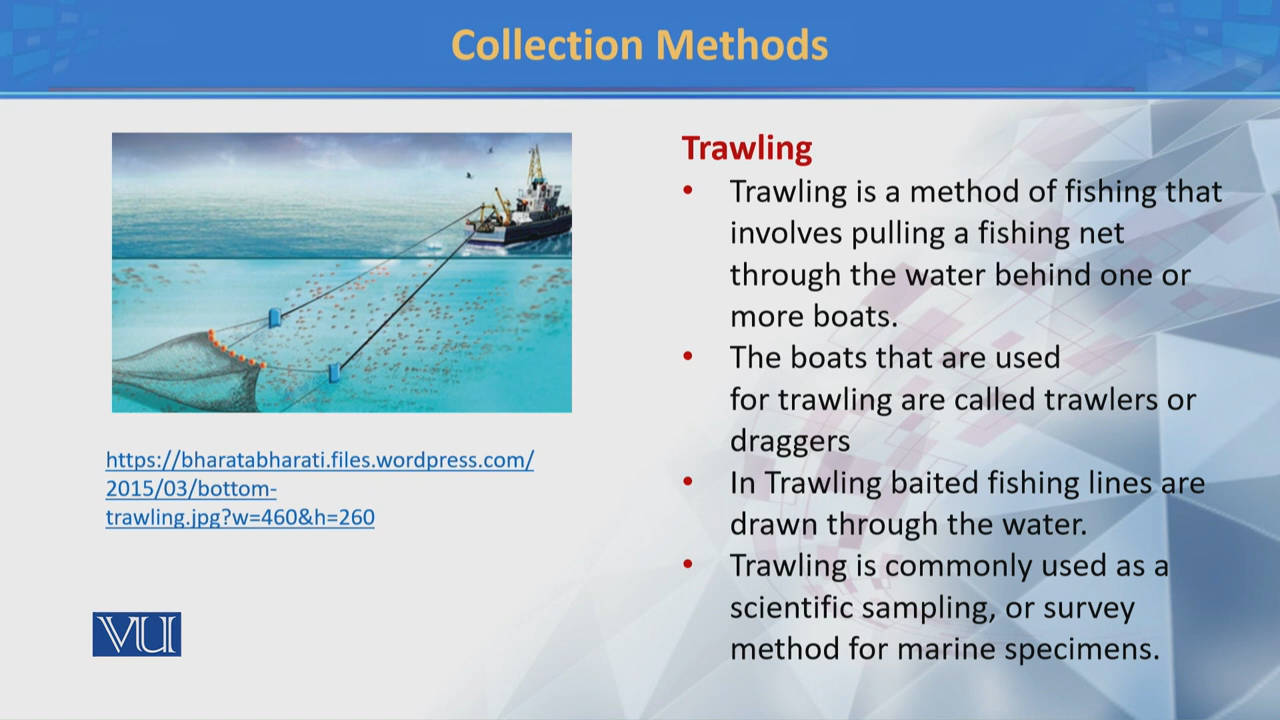 Collection Methods
Trawling
• Trawling is a method of fishing that
involves pulling a fishing net
through the water behind one or
more boats.
• The boats that are used
for trawling are called trawlers or
draggers
• In Trawling baited fishing lines are
drawn through the water.
• Trawling is commonly used as a
scientific sampling, or survey
method for marine specimens.
https://bharatabharati.files.wordpress.com/
2015/03/bottom-
trawling.jpg?w=460&h=260
VU